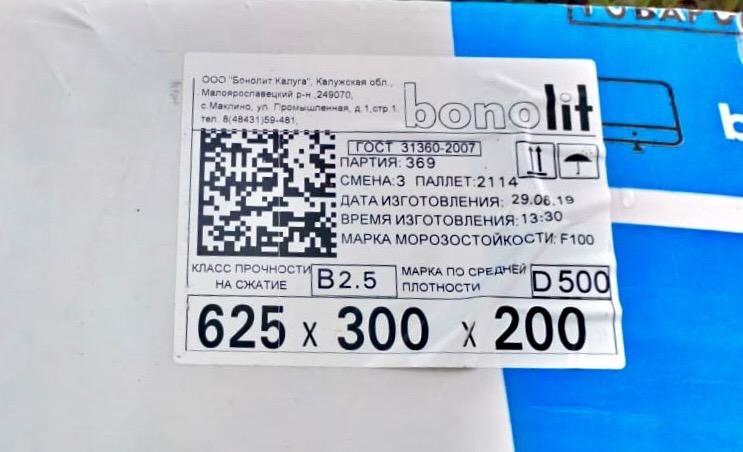 ООО "Бонолит Калуга", Калужская обл.,
Малоярославецкий р-н ,249070,
с.Маклино, ул. Промышленная, д.1,стр 1.
тел. 8(48431)59-481,
bonolit
ГОСТ 31360-2007
ПАРТИЯ: 369
СМЕНА:3 ПАЛЛЕТ:2114
ДАТА ИЗГОТОВЛЕНИЯ: 29.06.19
ВРЕМЯ ИЗГОТОВЛЕНИЯ:13:30
МАРКА МОРОЗОСТОЙКОСТИ: F100
КЛАСС ПРОЧНОСТИ
НА СЖАТИЕ
B 2.5
МАРКА ПО СРЕДНЕЙ
ПЛОТНОСТИ
D 500
625 x 300 x 200